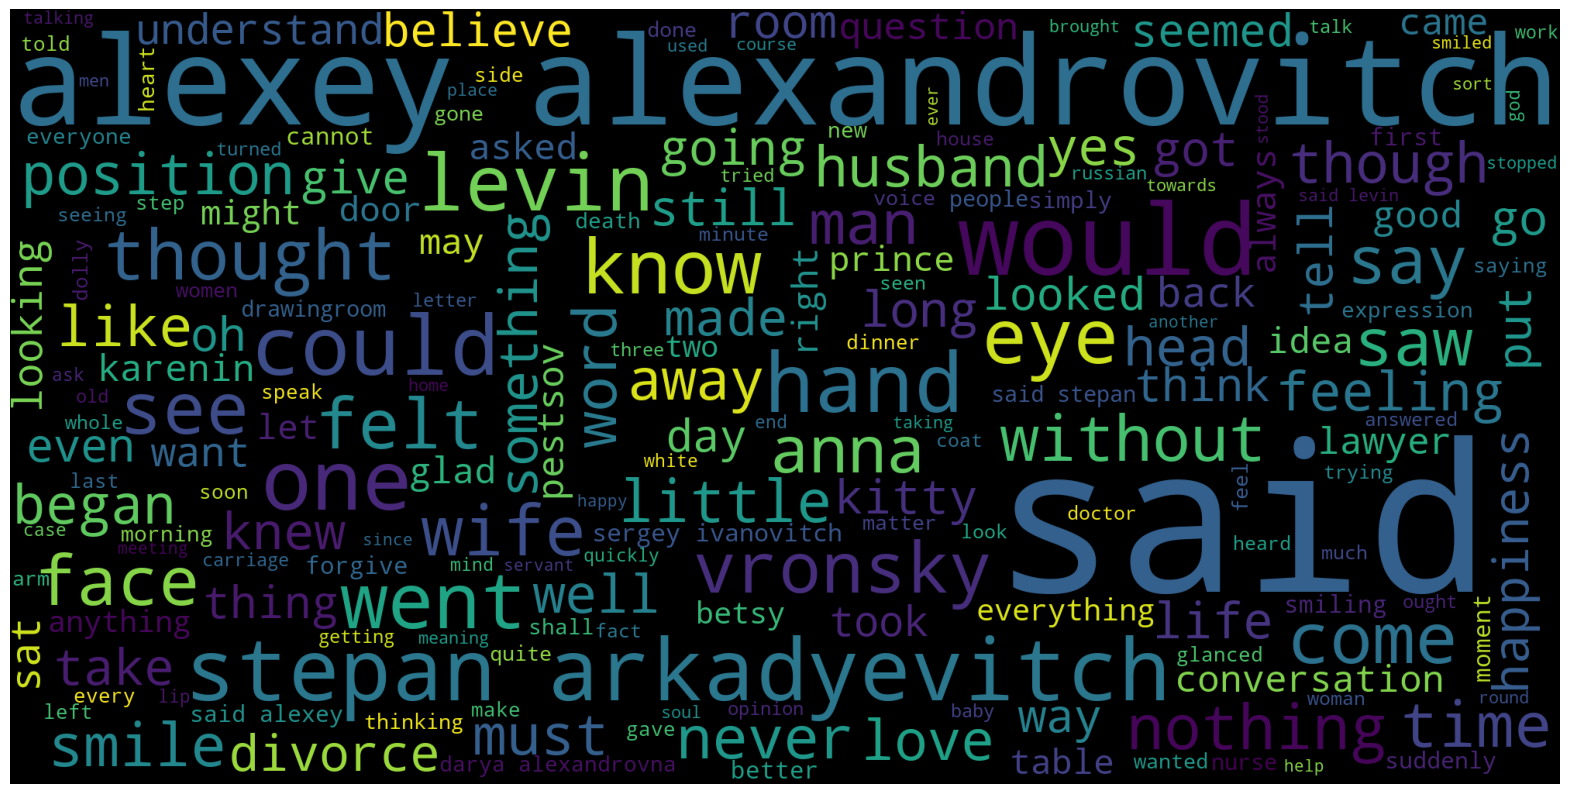 talking understand believe room done question brought seemed talk came
told heart used course smiled work
men alexey alexandrovitch side place sort
gone ever god
everyone turned cannot asked going new house yes got stood first
position give levin tried husband russian towards though stopped
seeing step might door death still voice people simply always said levin good go
looking dolly thought may something know minute right man prince would tell say saying
women drawingroom letter seen looked back expression
like oh could word made two long eye another head idea saw put
karenin three dinner
ask old speak home pestsov away hand said stepan think feeling
whole see felt end taking answered
even want let day anna coat without lawyer
last soon one glad white happy little kitty feel trying happiness
began case morning knew wife since sergey ivanovitch matter look said doctor
meeting carriage forgive mind servant quickly vronsky heard much
arm face thing went well betsy everything life smiling ought
anything getting meaning shall fact took
sat take stepan arkadyevitch quite glanced come moment
every lip conversation woman round
left said alexey thinking make soul opinion baby way nothing time
smile divorce must gave never love
darya alexandrovna better table wanted nurse help suddenly